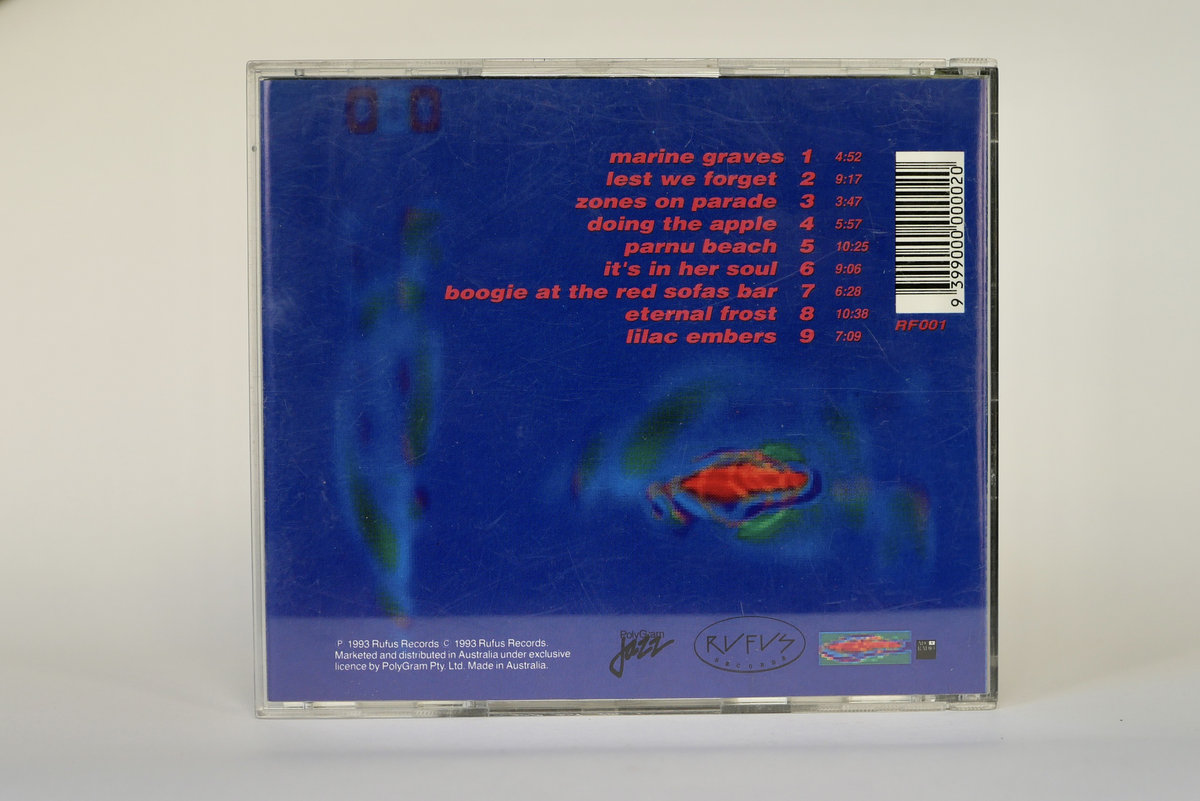 marine graves 1 4:52
lest we forget 2 9:17
zones on parade 3 3:47
doing the apple 4 5:57
parnu beach 5 10:25
it's in her soul 6 9:06
boogie at the red sofas bar 7 6:28
eternal frost 8 10:38
lilac embers 9 7:09
9 399000 000020
RF001
P 1993 Rufus Records C 1993 Rufus Records.
Marketed and distributed in Australia under exclusive
licence by PolyGram Pty. Ltd. Made in Australia.
PolyGram
Jazz
RUFUS
RECORDS